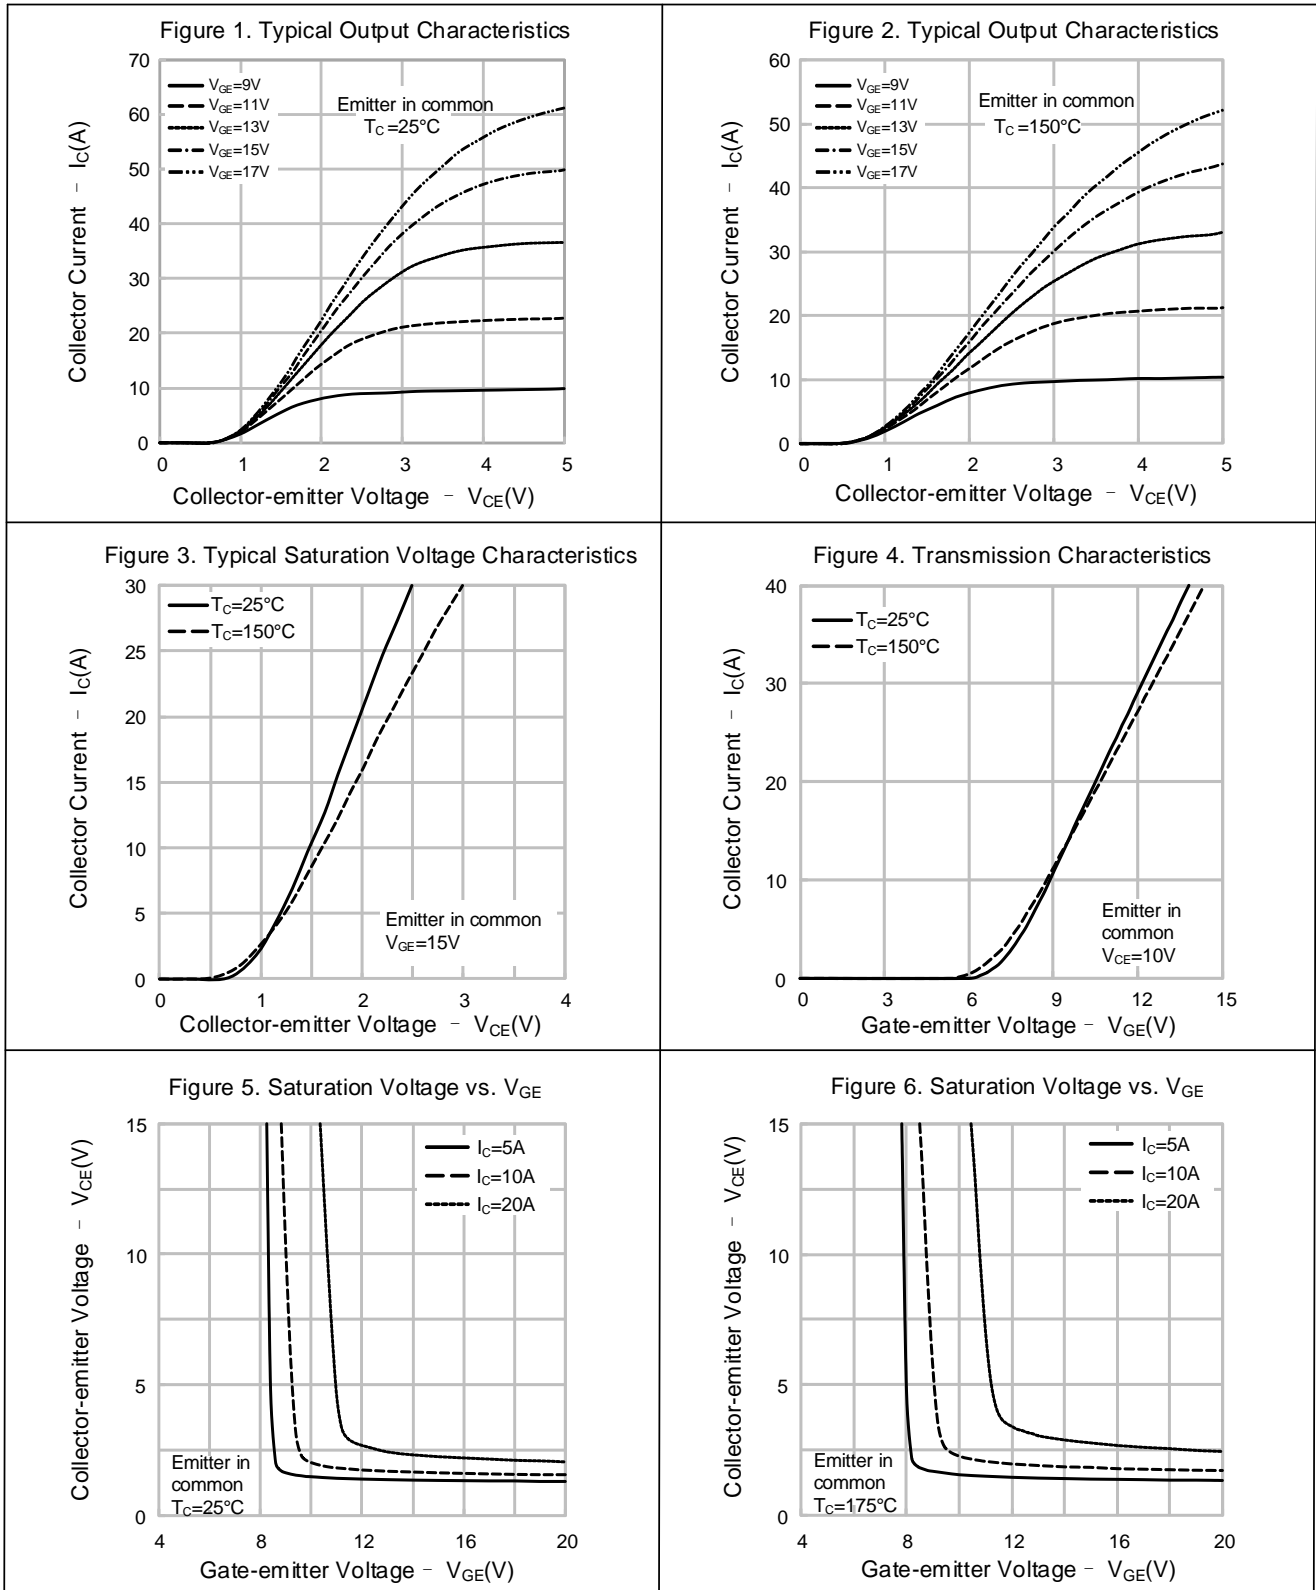 Figure 1. Typical Output Characteristics
70
60
50
40
30
20
10
0
Collector Current － IC(A)
VGE=9V
VGE=11V
VGE=13V
VGE=15V
VGE=17V
Emitter in common
TC =25°C
0 1 2 3 4 5
Collector-emitter Voltage － VCE(V)
Figure 2. Typical Output Characteristics
60
50
40
30
20
10
0
Collector Current － IC(A)
VGE=9V
VGE=11V
VGE=13V
VGE=15V
VGE=17V
Emitter in common
TC =150°C
0 1 2 3 4 5
Collector-emitter Voltage － VCE(V)
Figure 3. Typical Saturation Voltage Characteristics
30
25
20
15
10
5
0
Collector Current － IC(A)
TC=25°C
TC=150°C
Emitter in common
VGE=15V
0 1 2 3 4
Collector-emitter Voltage － VCE(V)
Figure 4. Transmission Characteristics
40
30
20
10
0
Collector Current － IC(A)
TC=25°C
TC=150°C
Emitter in
common
VCE=10V
0 3 6 9 12 15
Gate-emitter Voltage － VGE(V)
Figure 5. Saturation Voltage vs. VGE
15
10
5
0
Collector-emitter Voltage － VCE(V)
IC=5A
IC=10A
IC=20A
Emitter in
common
TC=25°C
4 8 12 16 20
Gate-emitter Voltage － VGE(V)
Figure 6. Saturation Voltage vs. VGE
15
10
5
0
Collector-emitter Voltage － VCE(V)
IC=5A
IC=10A
IC=20A
Emitter in
common
TC=175°C
4 8 12 16 20
Gate-emitter Voltage － VGE(V)